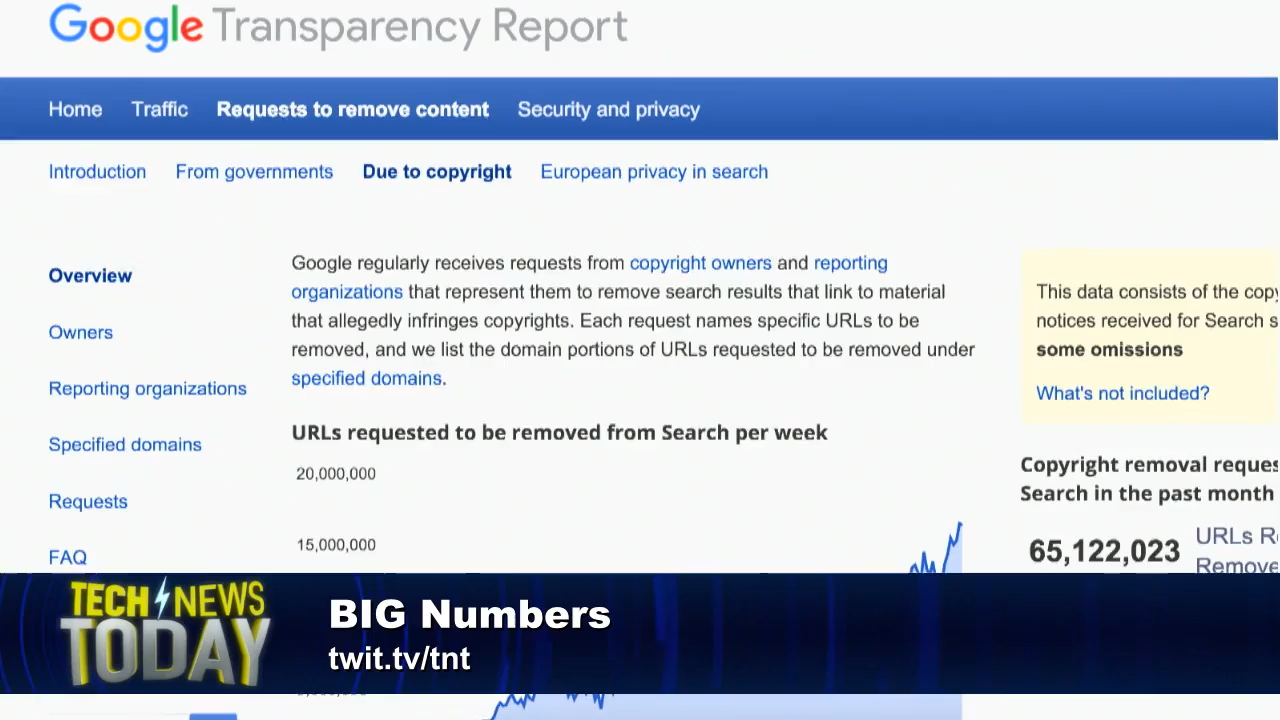 Google Transparency Report
Home Traffic Requests to remove content Security and privacy
Introduction From governments Due to copyright European privacy in search
Overview
Owners
Reporting organizations
Specified domains
Requests
FAQ
Google regularly receives requests from copyright owners and reporting
organizations that represent them to remove search results that link to material
that allegedly infringes copyrights. Each request names specific URLs to be
removed, and we list the domain portions of URLs requested to be removed under
specified domains.
URLs requested to be removed from Search per week
20,000,000
15,000,000
This data consists of the
notices received for Search
some omissions
What's not included?
Copyright removal
Search in the past month
65,122,023
URLs
TECH NEWS
TODAY
BIG Numbers
twit.tv/tnt